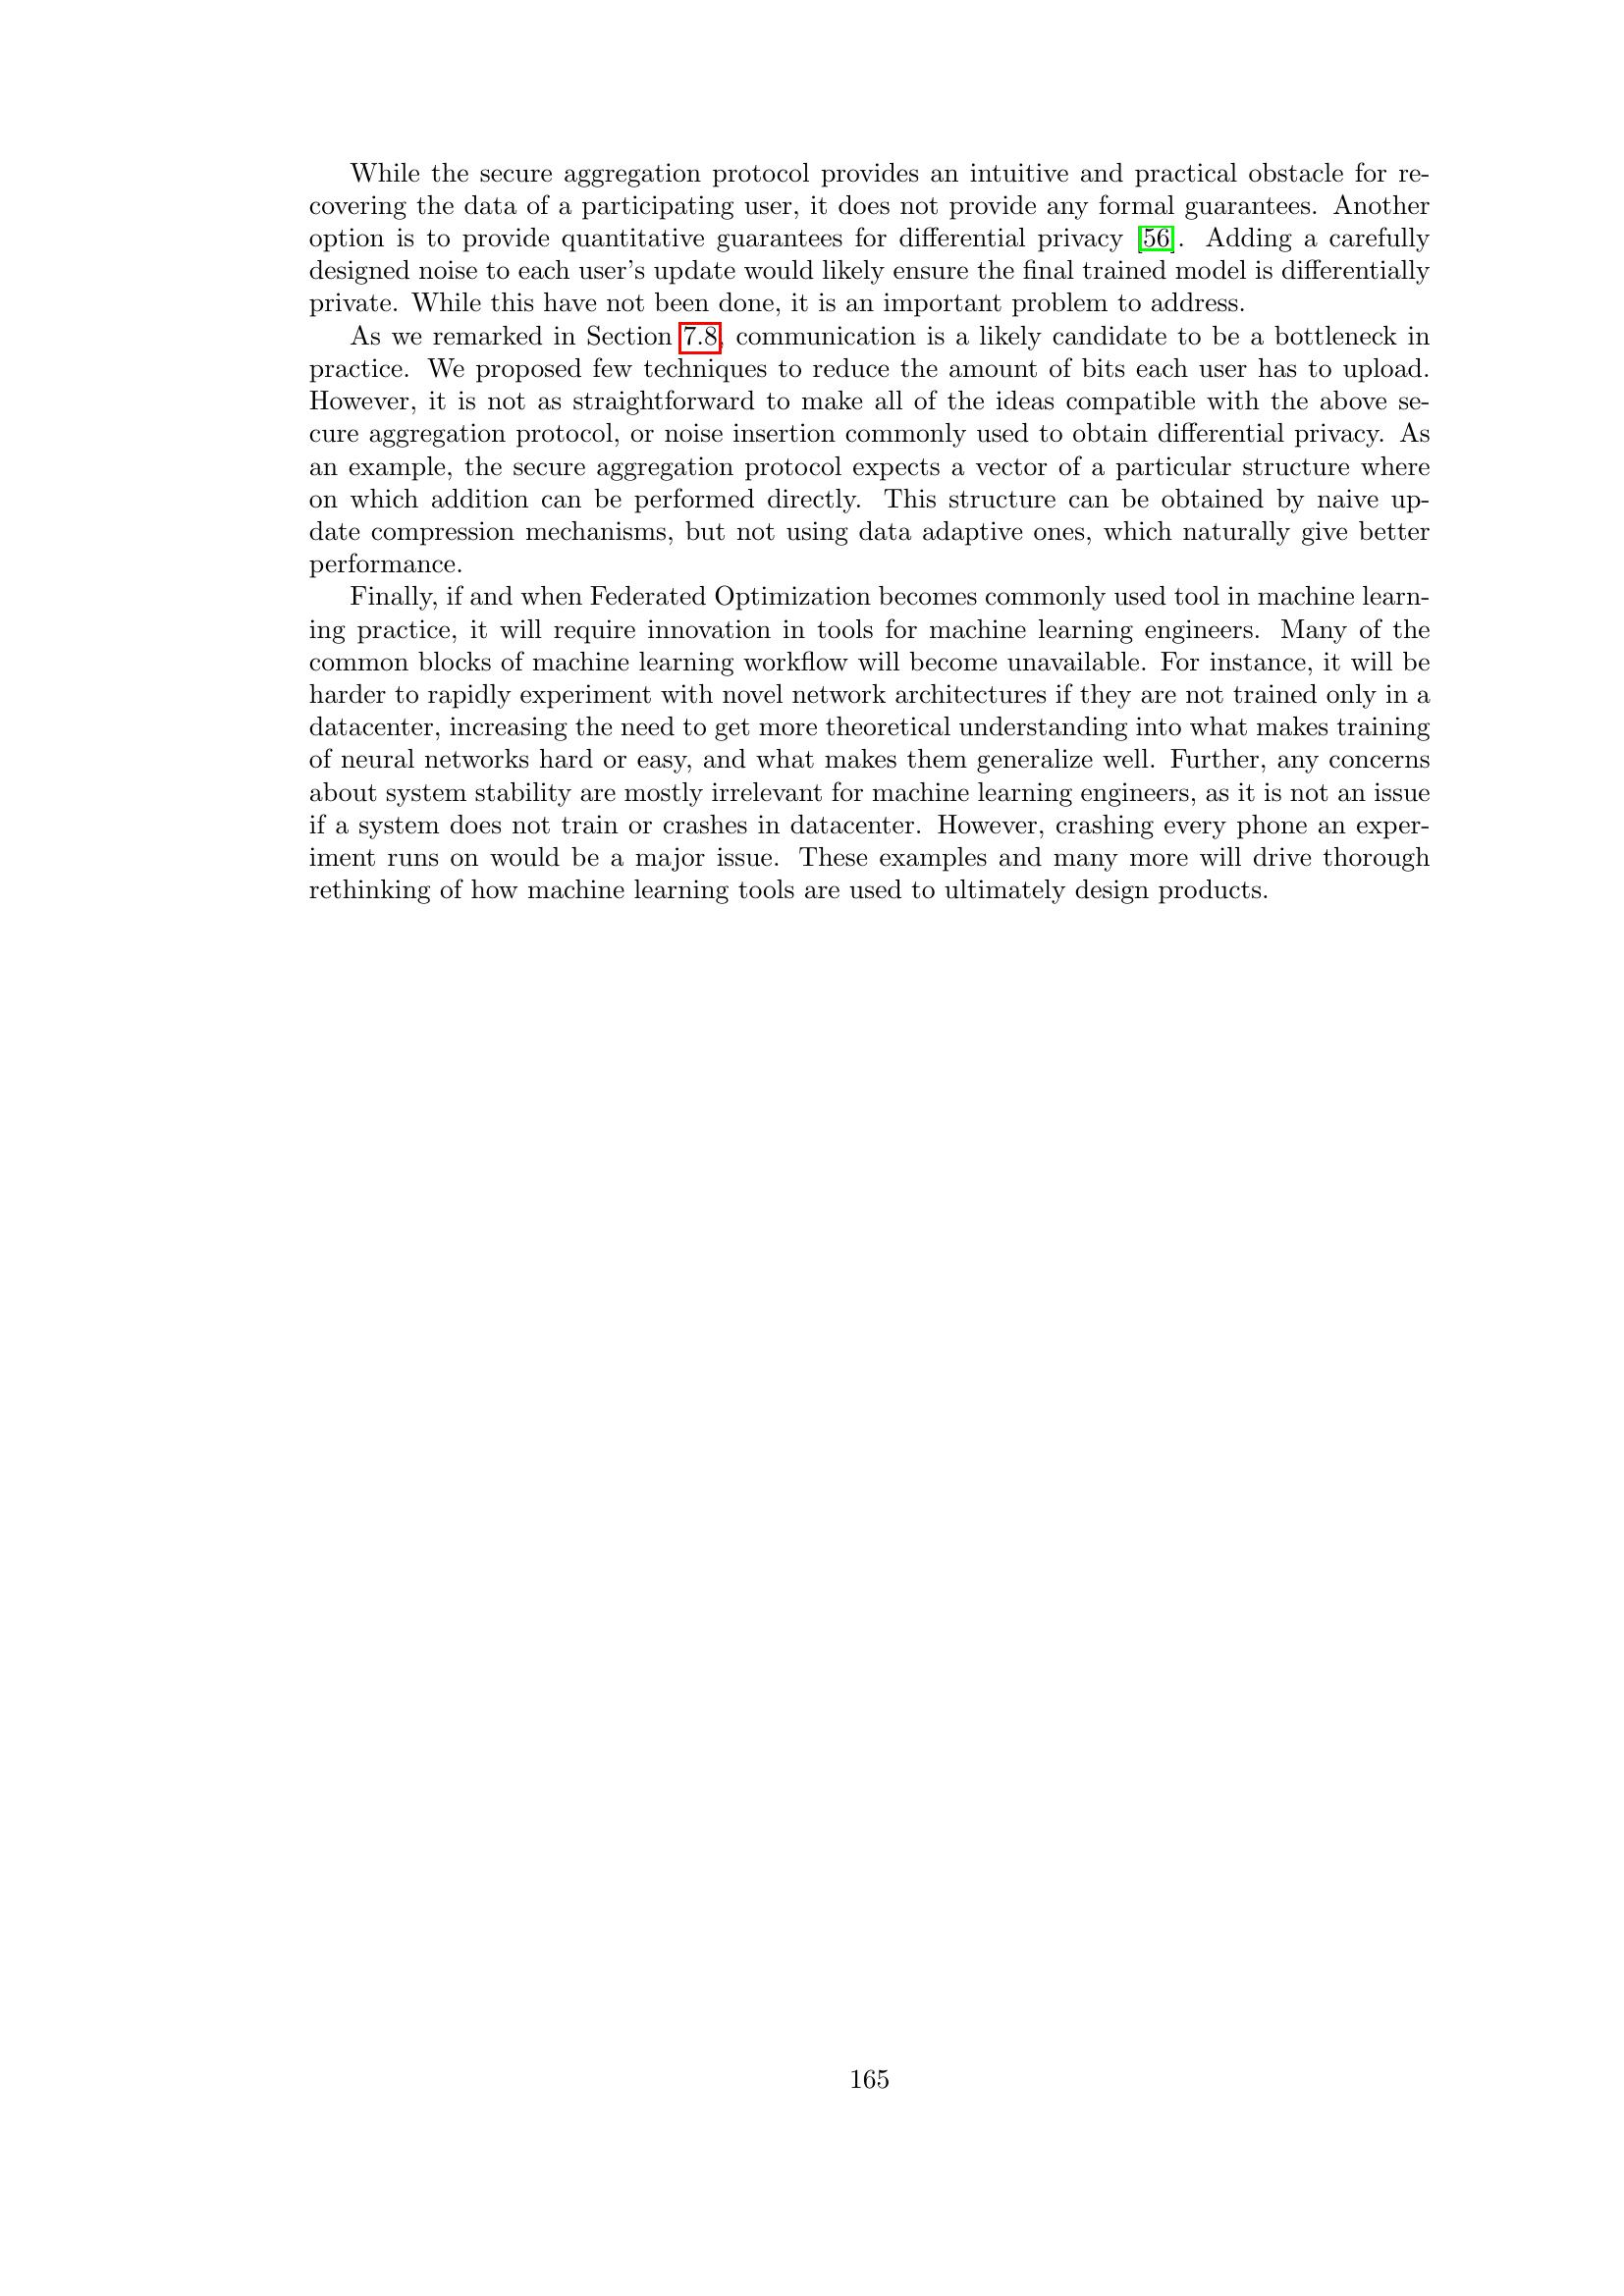 While the secure aggregation protocol provides an intuitive and practical obstacle for re-
covering the data of a participating user, it does not provide any formal guarantees. Another
option is to provide quantitative guarantees for differential privacy [56]. Adding a carefully
designed noise to each user's update would likely ensure the final trained model is differentially
private. While this have not been done, it is an important problem to address.
As we remarked in Section 7.8, communication is a likely candidate to be a bottleneck in
practice. We proposed few techniques to reduce the amount of bits each user has to upload.
However, it is not as straightforward to make all of the ideas compatible with the above se-
cure aggregation protocol, or noise insertion commonly used to obtain differential privacy. As
an example, the secure aggregation protocol expects a vector of a particular structure where
on which addition can be performed directly. This structure can be obtained by naive up-
date compression mechanisms, but not using data adaptive ones, which naturally give better
performance.
Finally, if and when Federated Optimization becomes commonly used tool in machine learn-
ing practice, it will require innovation in tools for machine learning engineers. Many of the
common blocks of machine learning workflow will become unavailable. For instance, it will be
harder to rapidly experiment with novel network architectures if they are not trained only in a
datacenter, increasing the need to get more theoretical understanding into what makes training
of neural networks hard or easy, and what makes them generalize well. Further, any concerns
about system stability are mostly irrelevant for machine learning engineers, as it is not an issue
if a system does not train or crashes in datacenter. However, crashing every phone an exper-
iment runs on would be a major issue. These examples and many more will drive thorough
rethinking of how machine learning tools are used to ultimately design products.
165